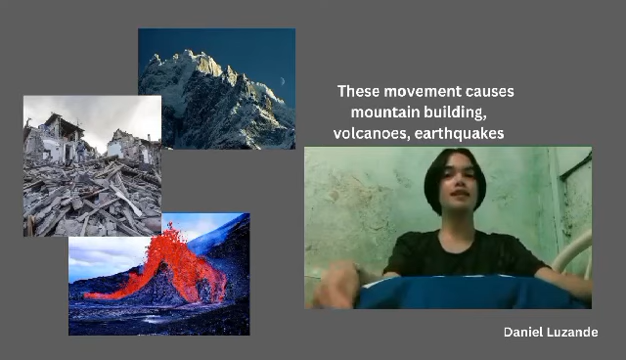 These movement causes
mountain building,
volcanoes, earthquakes
Daniel Luzande